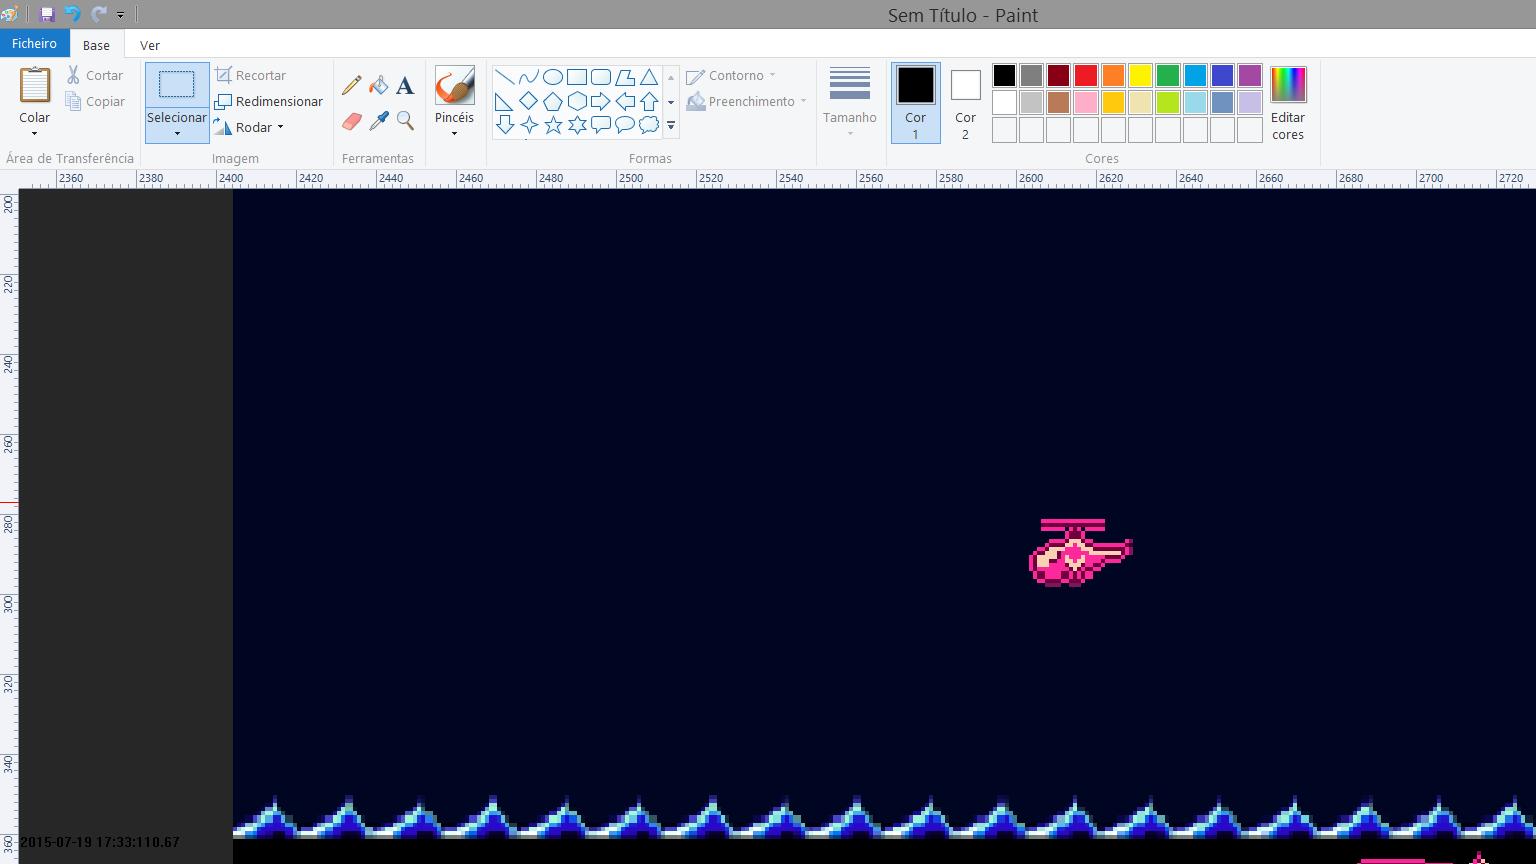 Sem Título - Paint
Ficheiro Base Ver
Colar
Cortar
Copiar
Área de Transferência
Selecionar
Recortar
Redimensionar
Rodar
Imagem
A
Ferramentas
Pincéis
Formas
Contorno
Preenchimento
Tamanho
Cor 1
Cor 2
Cores
Editar cores
2360 2380 2400 2420 2440 2460 2480 2500 2520 2540 2560 2580 2600 2620 2640 2660 2680 2700 2720
200
220
240
260
280
300
320
340
360
2015-07-19 17:33:110.67